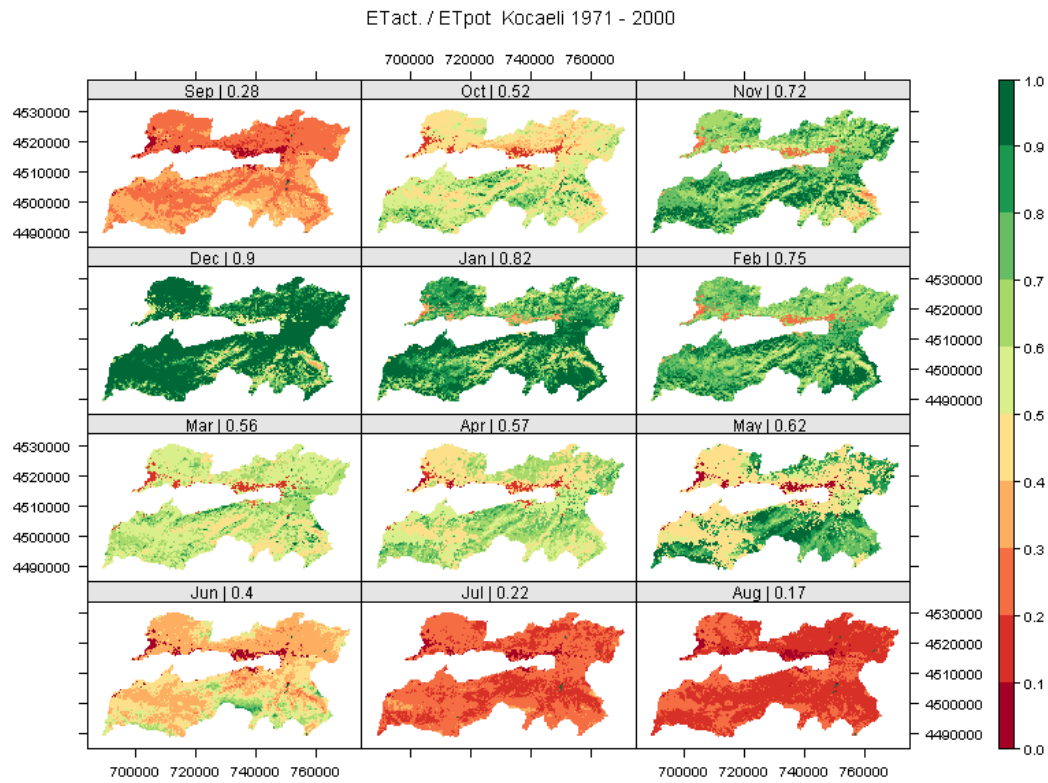 ETact. / ETpot  Kocaeli 1971 - 2000
700000 720000 740000 760000
Sep | 0.28
Oct | 0.52
Nov | 0.72
4530000
4520000
4510000
4500000
4490000
Dec | 0.9
Jan | 0.82
Feb | 0.75
4530000
4520000
4510000
4500000
4490000
Mar | 0.56
Apr | 0.57
May | 0.62
4530000
4520000
4510000
4500000
4490000
Jun | 0.4
Jul | 0.22
Aug | 0.17
4530000
4520000
4510000
4500000
4490000
700000 720000 740000 760000
700000 720000 740000 760000
1.0
0.9
0.8
0.7
0.6
0.5
0.4
0.3
0.2
0.1
0.0